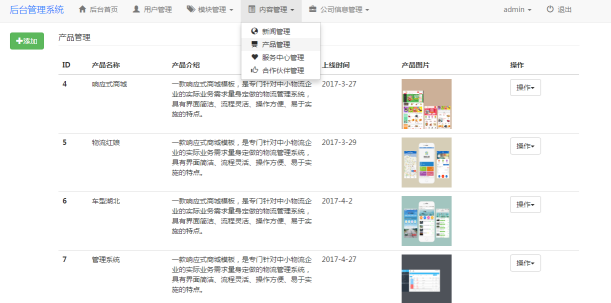 后台管理系统 后台首页 用户管理 模块管理 内容管理 公司信息管理 admin 退出
新闻管理
产品管理
服务中心管理
合作伙伴管理
+添加 产品管理
ID 产品名称 产品介绍 上线时间 产品图片 操作
4 响应式商城 一款响应式商城模板，是专门针对中小物流企 2017-3-27 操作
业的实际业务需求量身定做的物流管理系统，
具有界面简洁、流程灵活、操作方便、易于实
施的特点。
5 物流红娘 一款响应式商城模板，是专门针对中小物流企 2017-3-29 操作
业的实际业务需求量身定做的物流管理系统，
具有界面简洁、流程灵活、操作方便、易于实
施的特点。
6 车型湖北 一款响应式商城模板，是专门针对中小物流企 2017-4-2 操作
业的实际业务需求量身定做的物流管理系统，
具有界面简洁、流程灵活、操作方便、易于实
施的特点。
7 管理系统 一款响应式商城模板，是专门针对中小物流企 2017-4-27 操作
业的实际业务需求量身定做的物流管理系统，
具有界面简洁、流程灵活、操作方便、易于实
施的特点。